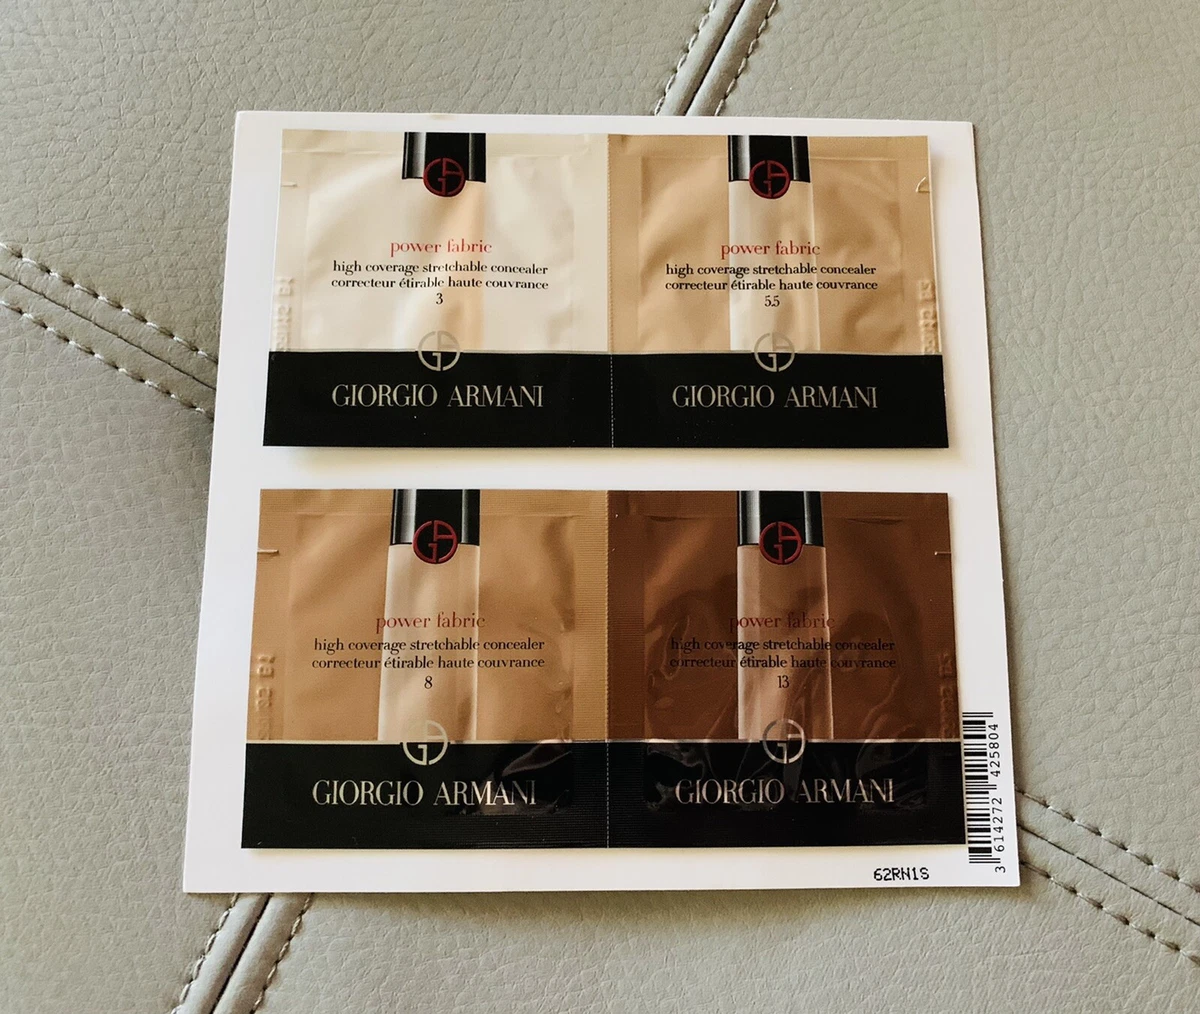 power fabric
high coverage stretchable concealer
correcteur étirable haute couvrance
3
GIORGIO ARMANI
power fabric
high coverage stretchable concealer
correcteur étirable haute couvrance
5.5
GIORGIO ARMANI
power fabric
high coverage stretchable concealer
correcteur étirable haute couvrance
8
GIORGIO ARMANI
power fabric
high coverage stretchable concealer
correcteur étirable haute couvrance
13
GIORGIO ARMANI
3 614272 425804
62RN1S